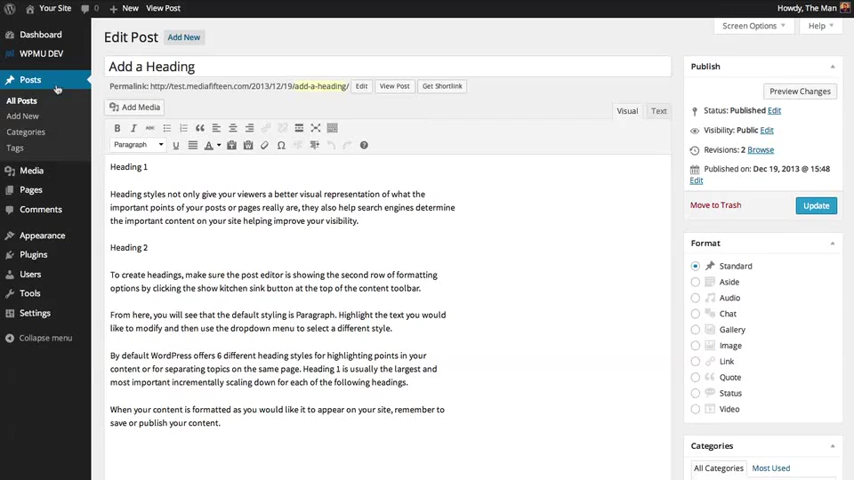 Your Site 0 + New View Post Howdy, The Man
Screen Options Help
Dashboard
WPMU DEV
Posts
All Posts
Add New
Categories
Tags
Media
Pages
Comments
Appearance
Plugins
Users
Tools
Settings
Collapse menu
Edit Post Add New
Add a Heading
Permalink: http://test.mediafifteen.com/2013/12/19/add-a-heading/ Edit View Post Get Shortlink
Add Media
Visual Text
B I ABC
Paragraph U A
Heading 1
Heading styles not only give your viewers a better visual representation of what the
important points of your posts or pages really are, they also help search engines determine
the important content on your site helping improve your visibility.
Heading 2
To create headings, make sure the post editor is showing the second row of formatting
options by clicking the show kitchen sink button at the top of the content toolbar.
From here, you will see that the default styling is Paragraph. Highlight the text you would
like to modify and then use the dropdown menu to select a different style.
By default WordPress offers 6 different heading styles for highlighting points in your
content or for separating topics on the same page. Heading 1 is usually the largest and
most important incrementally scaling down for each of the following headings.
When your content is formatted as you would like it to appear on your site, remember to
save or publish your content.
Publish
Preview Changes
Status: Published Edit
Visibility: Public Edit
Revisions: 2 Browse
Published on: Dec 19, 2013 @ 15:48
Edit
Move to Trash Update
Format
Standard
Aside
Audio
Chat
Gallery
Image
Link
Quote
Status
Video
Categories
All Categories Most Used